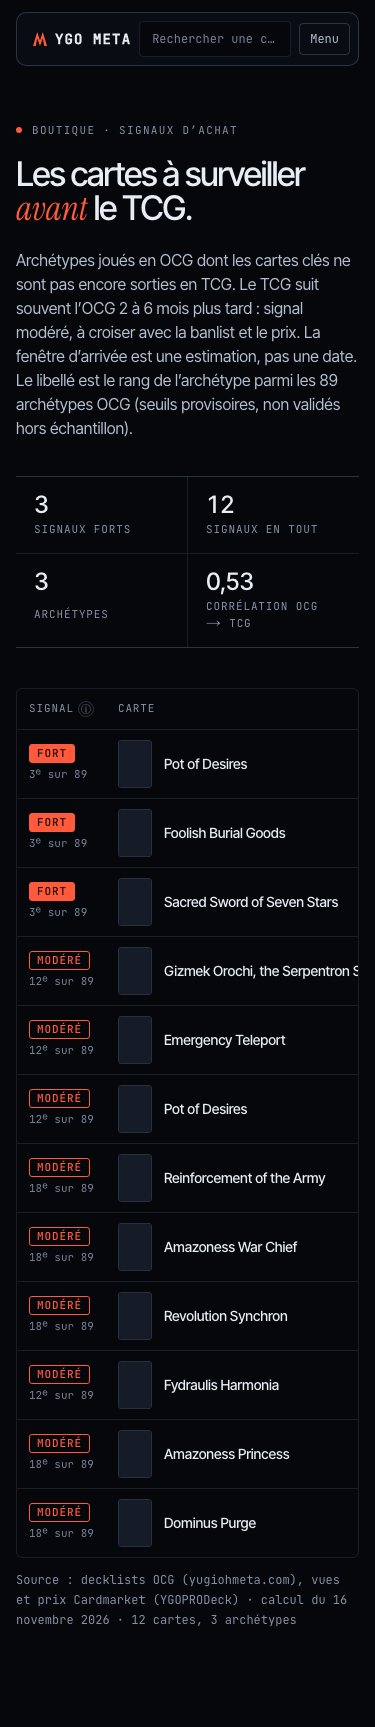 YGO META
Rechercher une c…
Menu
BOUTIQUE · SIGNAUX D’ACHAT
Les cartes à surveiller
avant le TCG.
Archétypes joués en OCG dont les cartes clés ne
sont pas encore sorties en TCG. Le TCG suit
souvent l’OCG 2 à 6 mois plus tard : signal
modéré, à croiser avec la banlist et le prix. La
fenêtre d’arrivée est une estimation, pas une date.
Le libellé est le rang de l’archétype parmi les 89
archétypes OCG (seuils provisoires, non validés
hors échantillon).
3
SIGNAUX FORTS
12
SIGNAUX EN TOUT
3
ARCHÉTYPES
0,53
CORRÉLATION OCG
⟶ TCG
SIGNAL ⓘ CARTE
FORT
3ᵉ sur 89
Pot of Desires
FORT
3ᵉ sur 89
Foolish Burial Goods
FORT
3ᵉ sur 89
Sacred Sword of Seven Stars
MODÉRÉ
12ᵉ sur 89
Gizmek Orochi, the Serpentron S
MODÉRÉ
12ᵉ sur 89
Emergency Teleport
MODÉRÉ
12ᵉ sur 89
Pot of Desires
MODÉRÉ
18ᵉ sur 89
Reinforcement of the Army
MODÉRÉ
18ᵉ sur 89
Amazoness War Chief
MODÉRÉ
18ᵉ sur 89
Revolution Synchron
MODÉRÉ
12ᵉ sur 89
Fydraulis Harmonia
MODÉRÉ
18ᵉ sur 89
Amazoness Princess
MODÉRÉ
18ᵉ sur 89
Dominus Purge
Source : decklists OCG (yugiohmeta.com), vues
et prix Cardmarket (YGOPRODeck) · calcul du 16
novembre 2026 · 12 cartes, 3 archétypes